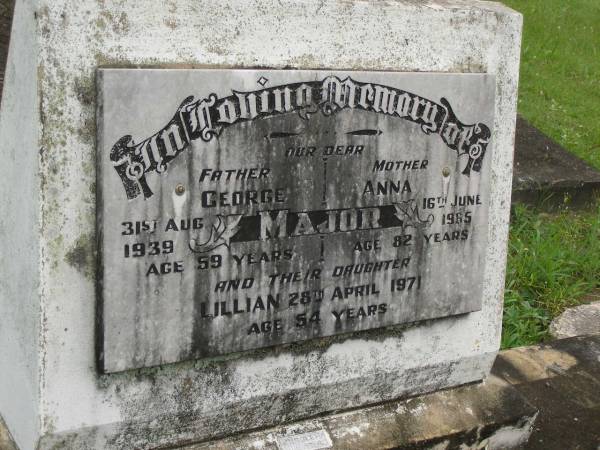 In Loving Memory of
OUR DEAR
FATHER MOTHER
GEORGE ANNA
31ST AUG 16TH JUNE
1939 MAJOR 1965
AGE 59 YEARS AGE 82 YEARS
AND THEIR DAUGHTER
LILLIAN 28TH APRIL 1971
AGE 54 YEARS